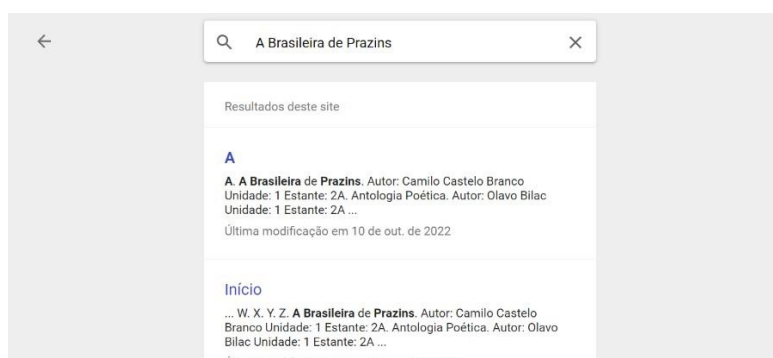 A Brasileira de Prazins
Resultados deste site
A
A. A Brasileira de Prazins. Autor: Camilo Castelo Branco
Unidade: 1 Estante: 2A. Antologia Poética. Autor: Olavo Bilac
Unidade: 1 Estante: 2A ...
Última modificação em 10 de out. de 2022
Início
... W. X. Y. Z. A Brasileira de Prazins. Autor: Camilo Castelo
Branco Unidade: 1 Estante: 2A. Antologia Poética. Autor: Olavo
Bilac Unidade: 1 Estante: 2A ...